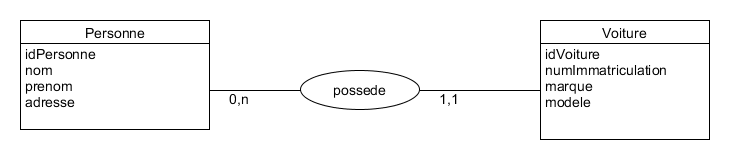 Personne
idPersonne
nom
prenom
adresse
0,n
possede
1,1
Voiture
idVoiture
numImmatriculation
marque
modele